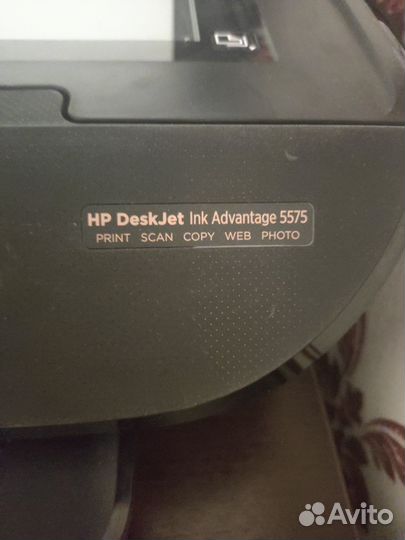 HP DeskJet Ink Advantage 5575
PRINT SCAN COPY WEB PHOTO
Avito